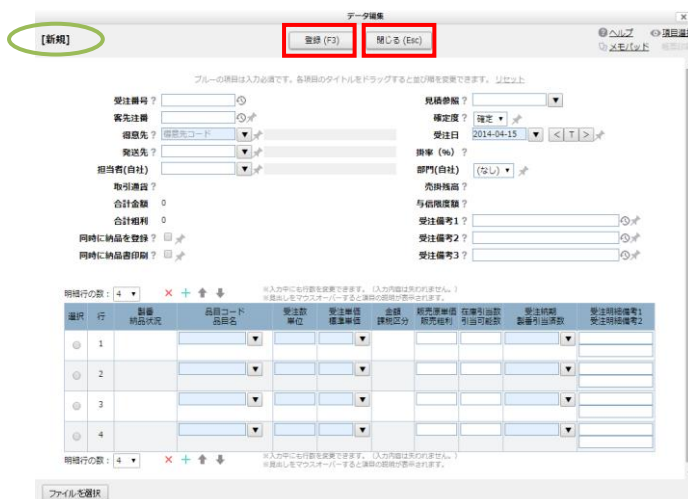 データ編集
[新規]
登録 (F3) 閉じる (Esc)
ヘルプ 項目選択
メモパッド
ブルーの項目は入力必須です。各項目のタイトルをドラッグすると並び順を変更できます。 リセット
受注番号 ? 見積参照 ?
客先注番 確定度 ? 確定
得意先 ? 得意先コード 受注日 2014-04-15 < T >
発送先 ? 掛率 (%) ?
担当者(自社) 部門(自社) (なし)
取引通貨 ? 売掛残高 ?
合計金額 0 与信限度額 ?
合計粗利 0 受注備考1 ?
同時に納品を登録 ? 受注備考2 ?
同時に納品書印刷 ? 受注備考3 ?
明細行の数 : 4 ※入力中にも行数を変更できます。 (入力内容は失われません。)
※見出しをマウスオーバーすると項目の説明が表示されます。
選択 行 製番 品目コード 受注数 受注単価 金額 販売原単価 在庫引当数 受注納期 受注明細備考1
納品状況 品目名 単位 標準単価 課税区分 販売粗利 引当可能数 製番引当済数 受注明細備考2
1
2
3
4
明細行の数 : 4 ※入力中にも行数を変更できます。 (入力内容は失われません。)
※見出しをマウスオーバーすると項目の説明が表示されます。
ファイルを選択